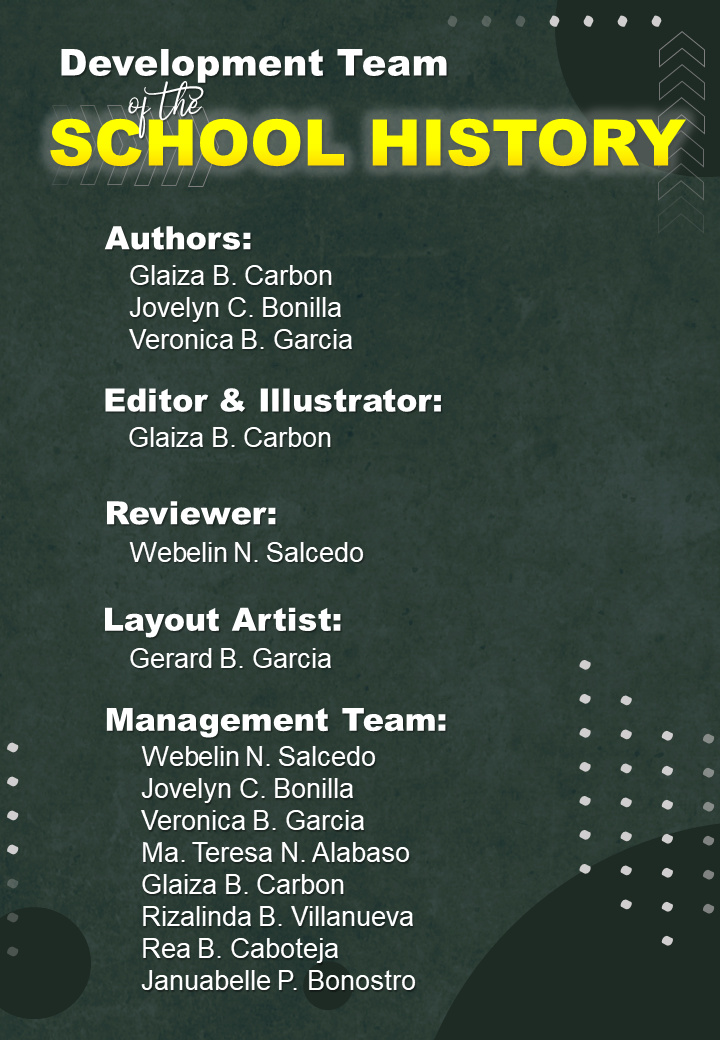 Development Team
of the
SCHOOL HISTORY
Authors:
Glaiza B. Carbon
Jovelyn C. Bonilla
Veronica B. Garcia
Editor & Illustrator:
Glaiza B. Carbon
Reviewer:
Webelin N. Salcedo
Layout Artist:
Gerard B. Garcia
Management Team:
Webelin N. Salcedo
Jovelyn C. Bonilla
Veronica B. Garcia
Ma. Teresa N. Alabaso
Glaiza B. Carbon
Rizalinda B. Villanueva
Rea B. Caboteja
Januabelle P. Bonostro